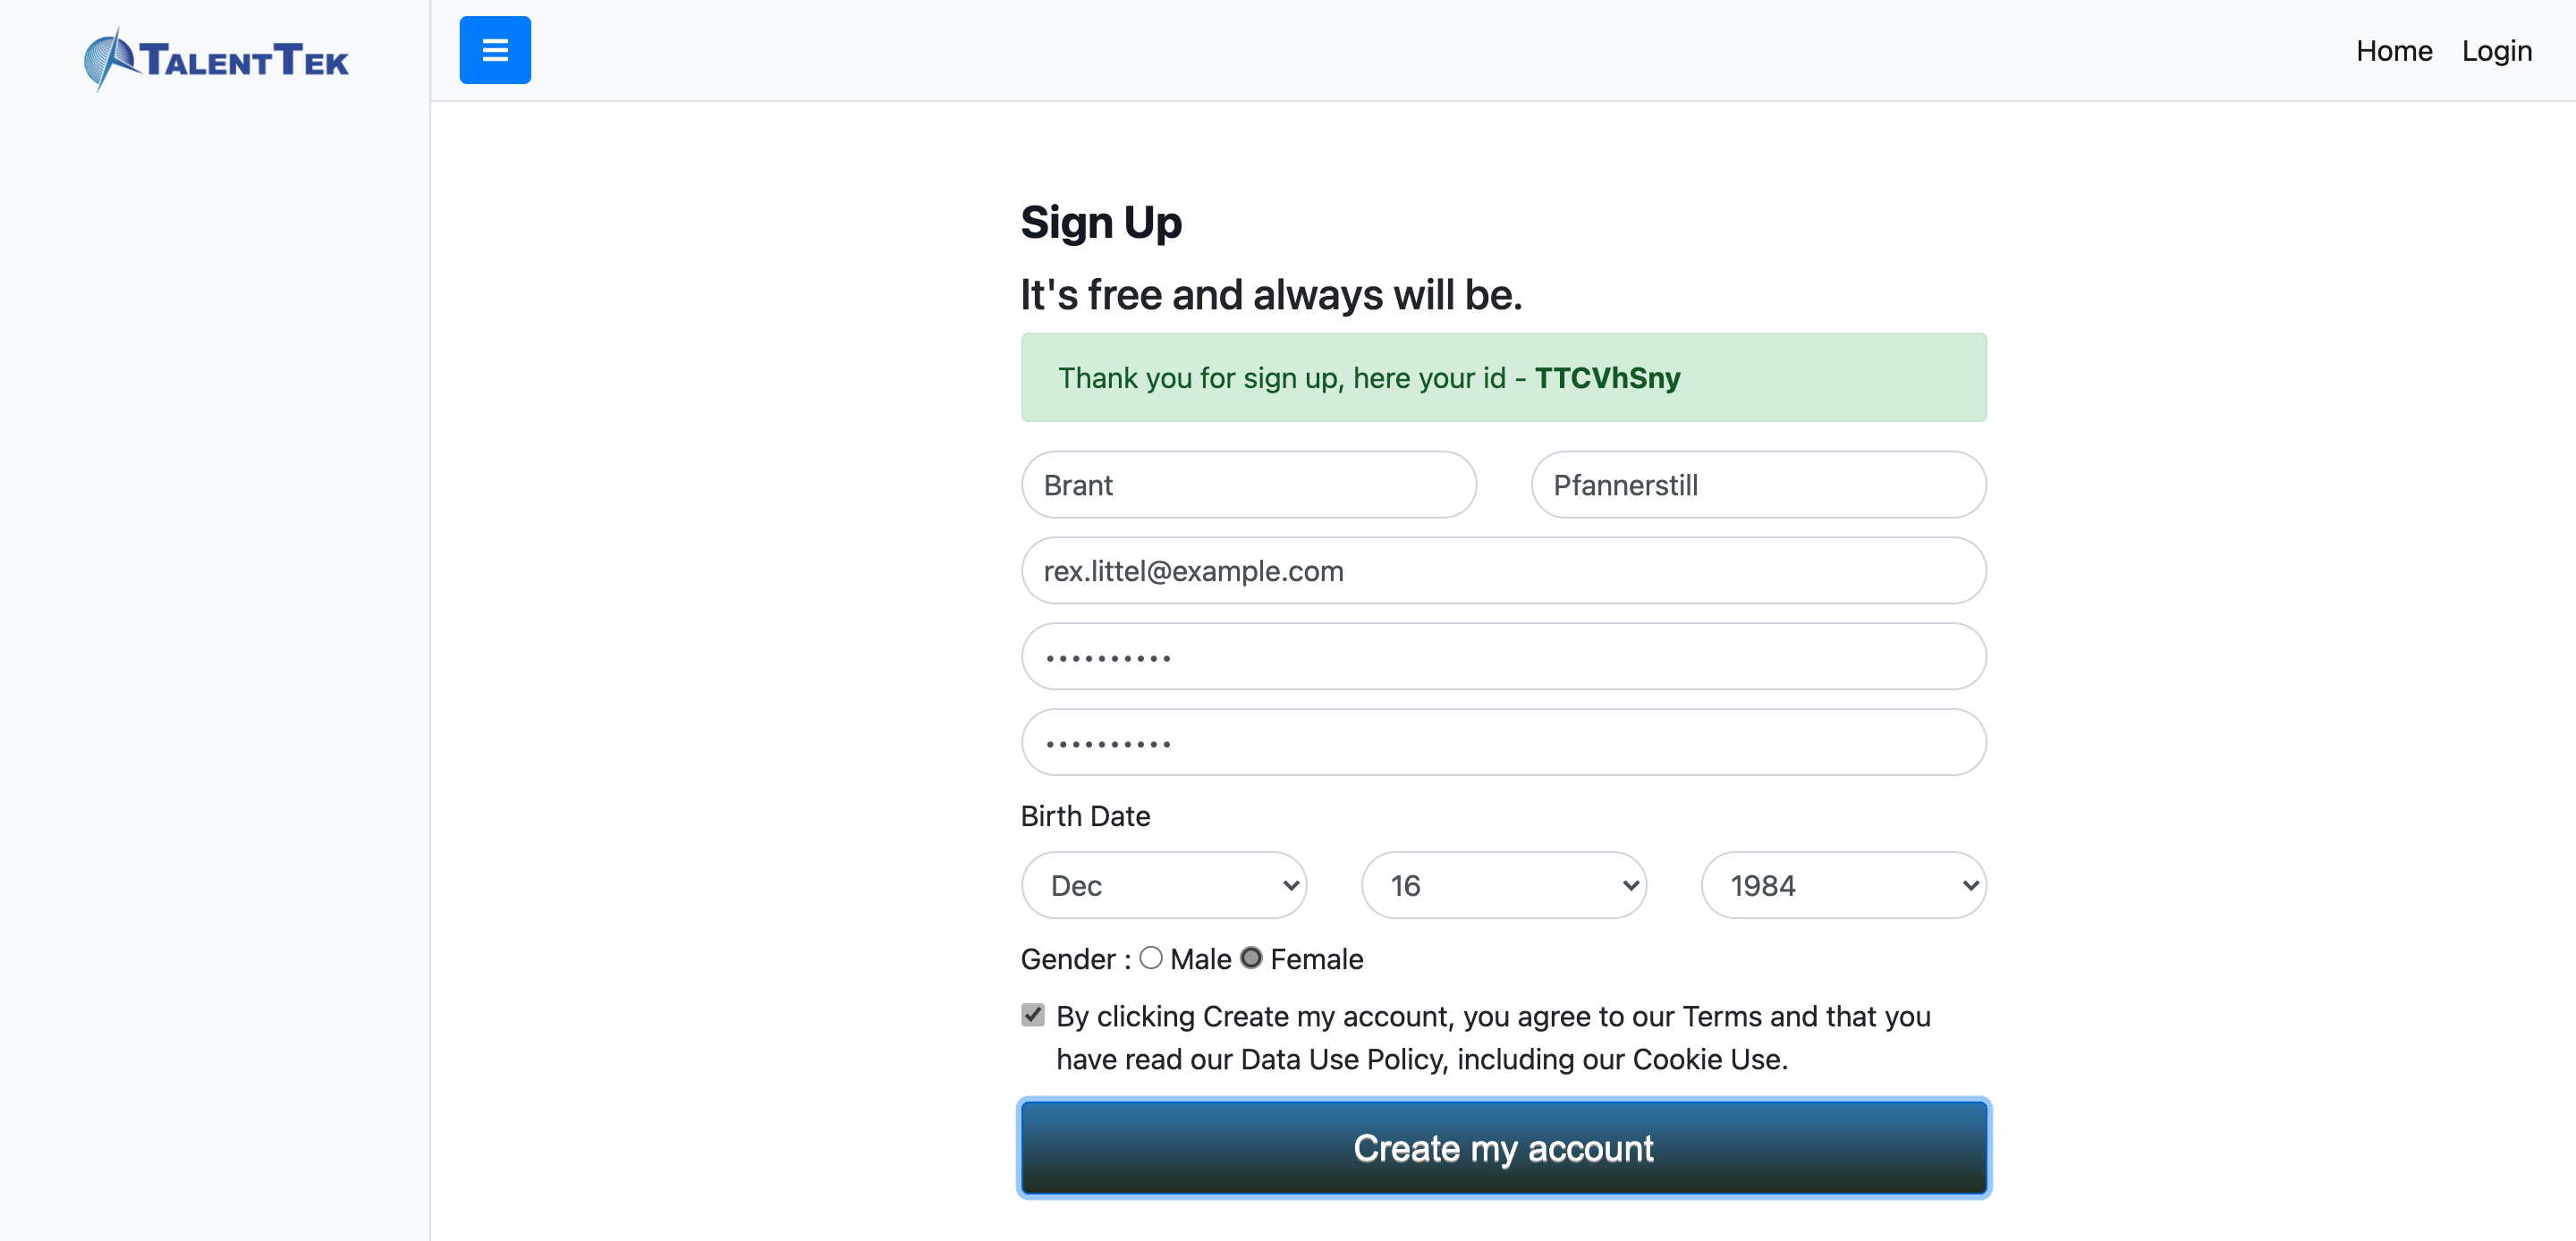 TALENTTEK
Home Login
Sign Up
It's free and always will be.
Thank you for sign up, here your id - TTCVhSny
Brant Pfannerstill
rex.littel@example.com
••••••••••
••••••••••
Birth Date
Dec 16 1984
Gender : Male Female
By clicking Create my account, you agree to our Terms and that you
have read our Data Use Policy, including our Cookie Use.
Create my account